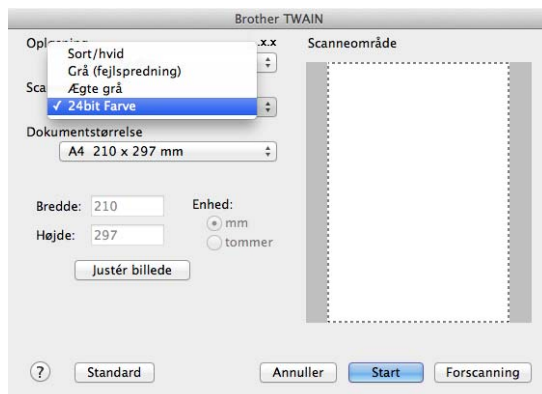 Brother TWAIN
x.x
Scanneområde
Sort/hvid
Grå (fejlspredning)
Ægte grå
✓ 24bit Farve
Dokumentstørrelse
A4 210 x 297 mm
Bredde: 210
Enhed:
mm
Højde: 297
tommer
Justér billede
?
Standard
Annuller
Start
Forscanning